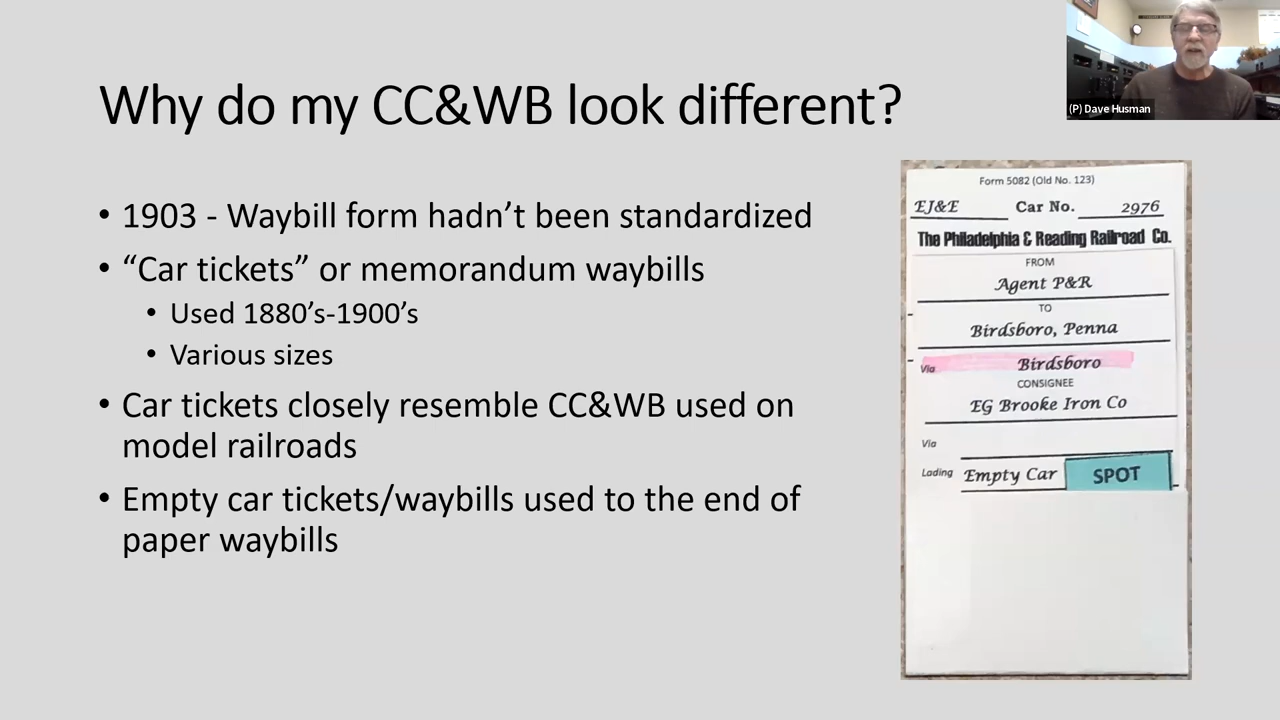 Why do my CC&WB look different?
(P) Dave Husman
• 1903 - Waybill form hadn’t been standardized
• “Car tickets” or memorandum waybills
• Used 1880’s-1900’s
• Various sizes
• Car tickets closely resemble CC&WB used on
model railroads
• Empty car tickets/waybills used to the end of
paper waybills
Form 5082 (Old No. 123)
EJ&E Car No. 2976
The Philadelphia & Reading Railroad Co.
FROM
Agent P&R
TO
Birdsboro, Penna
Via Birdsboro
CONSIGNEE
EG Brooke Iron Co
Via
Lading Empty Car SPOT